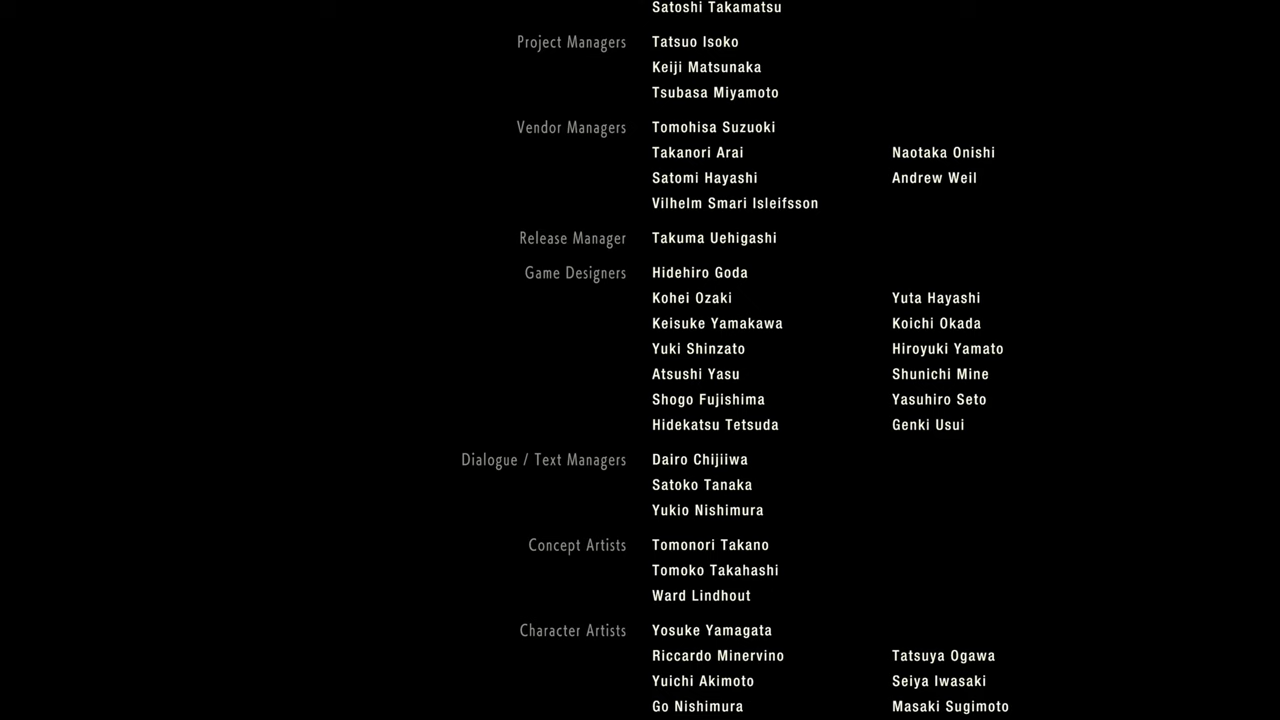 Satoshi Takamatsu
Project Managers Tatsuo Isoko
Keiji Matsunaka
Tsubasa Miyamoto
Vendor Managers Tomohisa Suzuoki
Takanori Arai Naotaka Onishi
Satomi Hayashi Andrew Weil
Vilhelm Smari Isleifsson
Release Manager Takuma Uehigashi
Game Designers Hidehiro Goda
Kohei Ozaki Yuta Hayashi
Keisuke Yamakawa Koichi Okada
Yuki Shinzato Hiroyuki Yamato
Atsushi Yasu Shunichi Mine
Shogo Fujishima Yasuhiro Seto
Hidekatsu Tetsuda Genki Usui
Dialogue / Text Managers Dairo Chijiiwa
Satoko Tanaka
Yukio Nishimura
Concept Artists Tomonori Takano
Tomoko Takahashi
Ward Lindhout
Character Artists Yosuke Yamagata
Riccardo Minervino Tatsuya Ogawa
Yuichi Akimoto Seiya Iwasaki
Go Nishimura Masaki Sugimoto